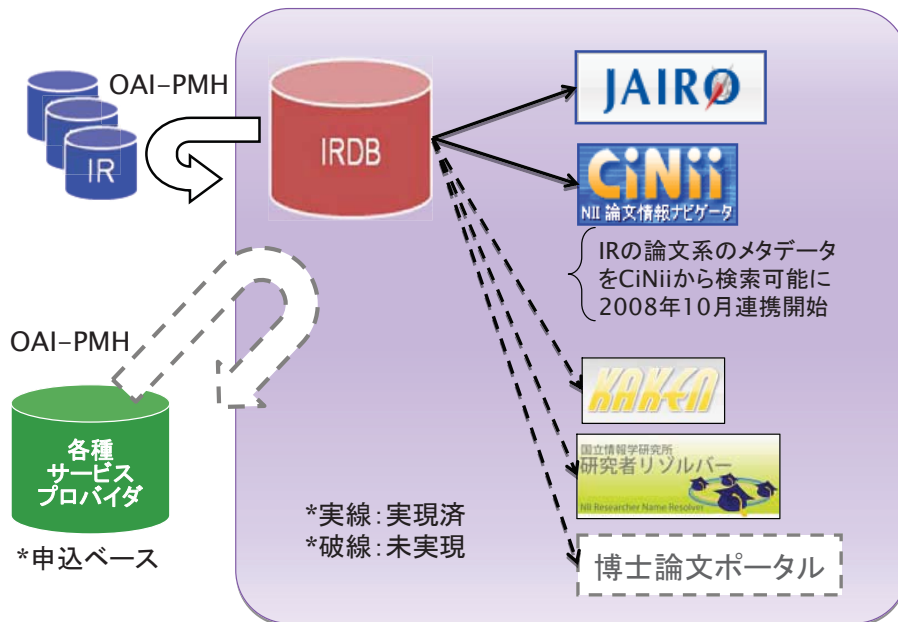 OAI-PMH
IR
IRDB
JAIRO
CiNii
NII 論文情報ナビゲータ
IRの論文系のメタデータ
をCiNiiから検索可能に
2008年10月連携開始
OAI-PMH
各種
サービス
プロバイダ
*申込ベース
KAKEN
国立情報学研究所
研究者リゾルバー
NII Researcher Name Resolver
*実線：実現済
*破線：未実現
博士論文ポータル